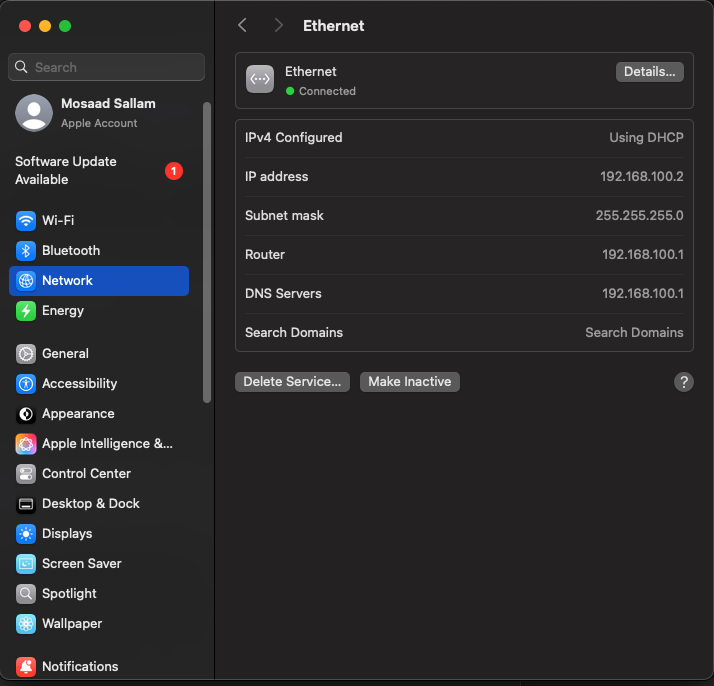 Ethernet
Search
Mosaad Sallam
Apple Account
Software Update
Available
1
Wi-Fi
Bluetooth
Network
Energy
General
Accessibility
Appearance
Apple Intelligence &...
Control Center
Desktop & Dock
Displays
Screen Saver
Spotlight
Wallpaper
Notifications
Ethernet
Connected
Details...
IPv4 Configured Using DHCP
IP address 192.168.100.2
Subnet mask 255.255.255.0
Router 192.168.100.1
DNS Servers 192.168.100.1
Search Domains Search Domains
Delete Service... Make Inactive ?